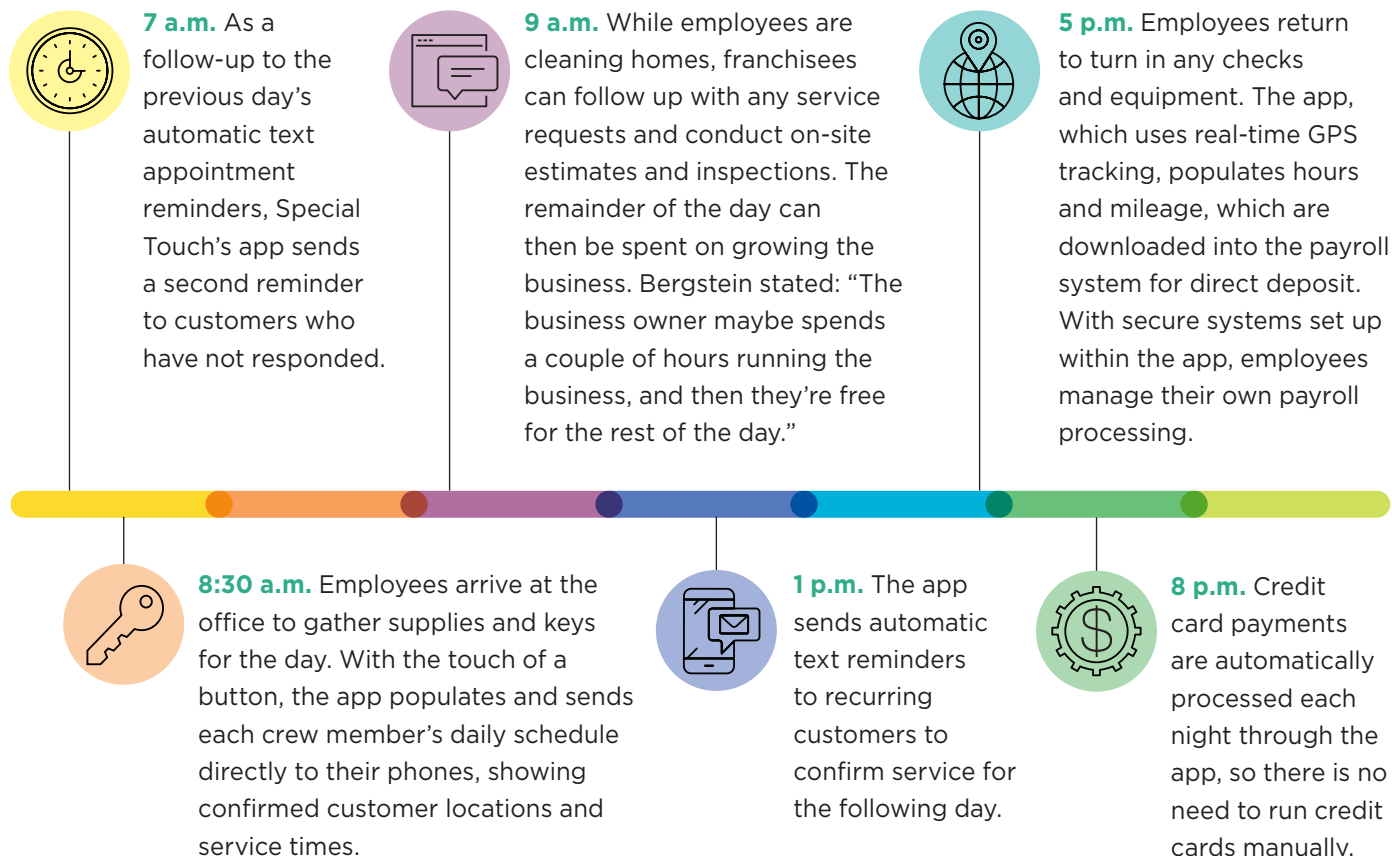 7 a.m. As a
follow-up to the
previous day’s
automatic text
appointment
reminders, Special
Touch’s app sends
a second reminder
to customers who
have not responded.
8:30 a.m. Employees arrive at the
office to gather supplies and keys
for the day. With the touch of a
button, the app populates and sends
each crew member’s daily schedule
directly to their phones, showing
confirmed customer locations and
service times.
9 a.m. While employees are
cleaning homes, franchisees
can follow up with any service
requests and conduct on-site
estimates and inspections. The
remainder of the day can
then be spent on growing the
business. Bergstein stated: “The
business owner maybe spends
a couple of hours running the
business, and then they’re free
for the rest of the day.”
1 p.m. The app
sends automatic
text reminders
to recurring
customers to
confirm service for
the following day.
5 p.m. Employees return
to turn in any checks
and equipment. The app,
which uses real-time GPS
tracking, populates hours
and mileage, which are
downloaded into the payroll
system for direct deposit.
With secure systems set up
within the app, employees
manage their own payroll
processing.
$
8 p.m. Credit
card payments
are automatically
processed each
night through the
app, so there is no
need to run credit
cards manually.